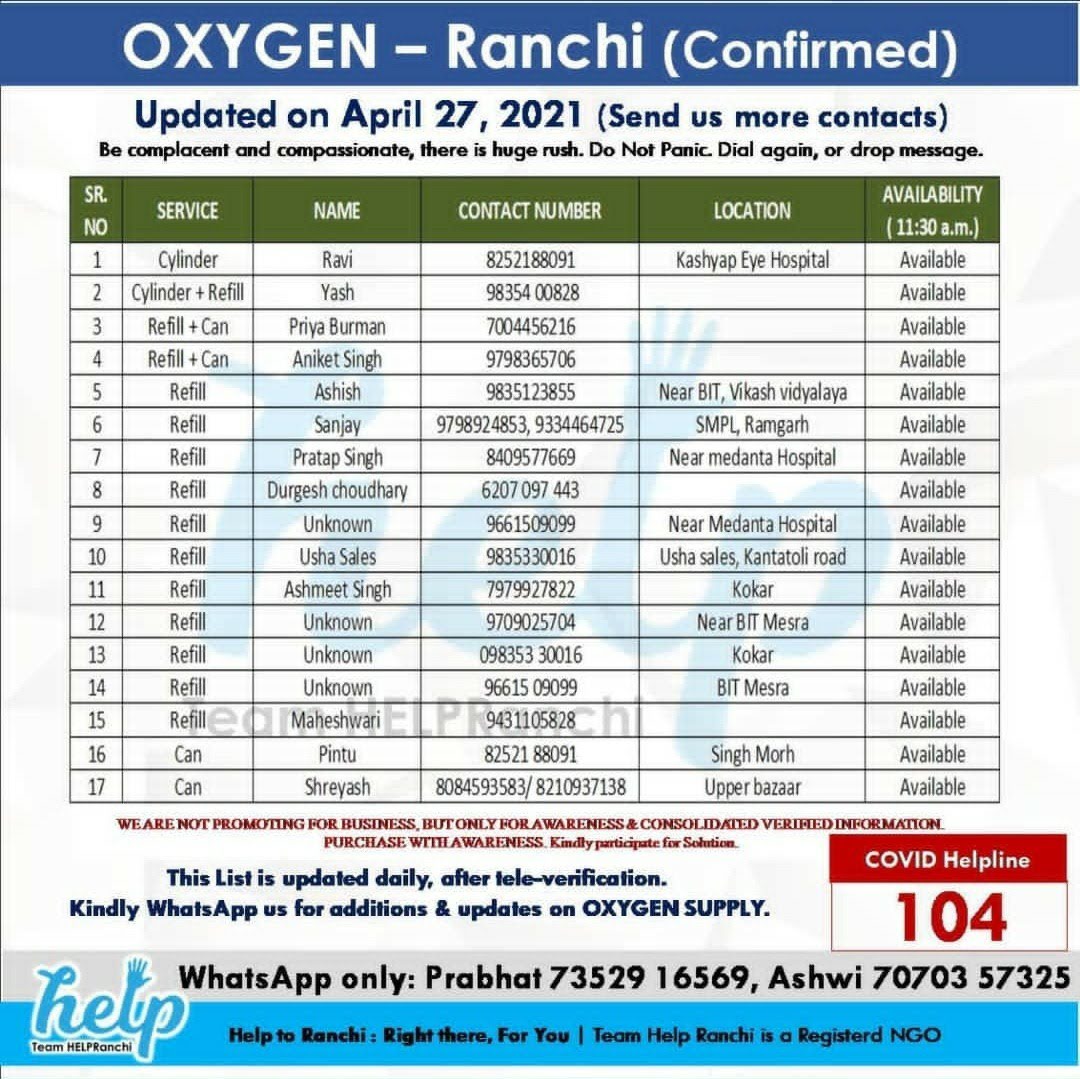 OXYGEN – Ranchi (Confirmed)
Updated on April 27, 2021 (Send us more contacts)
Be complacent and compassionate, there is huge rush. Do Not Panic. Dial again, or drop message.
SR. NO SERVICE NAME CONTACT NUMBER LOCATION AVAILABILITY ( 11:30 a.m.)
1 Cylinder Ravi 8252188091 Kashyap Eye Hospital Available
2 Cylinder + Refill Yash 98354 00828 Available
3 Refill + Can Priya Burman 7004456216 Available
4 Refill + Can Aniket Singh 9798365706 Available
5 Refill Ashish 9835123855 Near BIT, Vikash vidyalaya Available
6 Refill Sanjay 9798924853, 9334464725 SMPL, Ramgarh Available
7 Refill Pratap Singh 8409577669 Near medanta Hospital Available
8 Refill Durgesh choudhary 6207 097 443 Available
9 Refill Unknown 9661509099 Near Medanta Hospital Available
10 Refill Usha Sales 9835330016 Usha sales, Kantatoli road Available
11 Refill Ashmeet Singh 7979927822 Kokar Available
12 Refill Unknown 9709025704 Near BIT Mesra Available
13 Refill Unknown 098353 30016 Kokar Available
14 Refill Unknown 96615 09099 BIT Mesra Available
15 Refill Maheshwari 9431105828 Available
16 Can Pintu 82521 88091 Singh Morh Available
17 Can Shreyash 8084593583/ 8210937138 Upper bazaar Available
help
Team HELPRanchi
WE ARE NOT PROMOTING FOR BUSINESS, BUT ONLY FOR AWARENESS & CONSOLIDATED VERIFIED INFORMATION.
PURCHASE WITH AWARENESS. Kindly participate for Solution.
This List is updated daily, after tele-verification.
Kindly WhatsApp us for additions & updates on OXYGEN SUPPLY.
COVID Helpline
104
WhatsApp only: Prabhat 73529 16569, Ashwi 70703 57325
help
Team HELPRanchi
Help to Ranchi : Right there, For You | Team Help Ranchi is a Registerd NGO